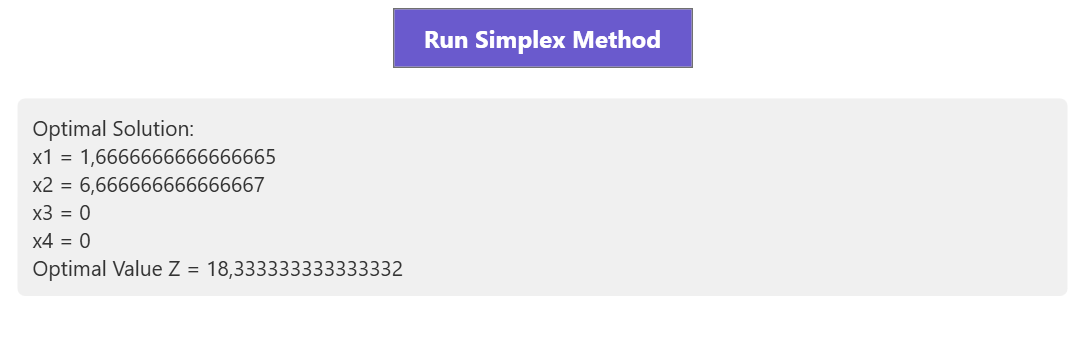 Run Simplex Method
Optimal Solution:
x1 = 1,6666666666666665
x2 = 6,666666666666667
x3 = 0
x4 = 0
Optimal Value Z = 18,333333333333332